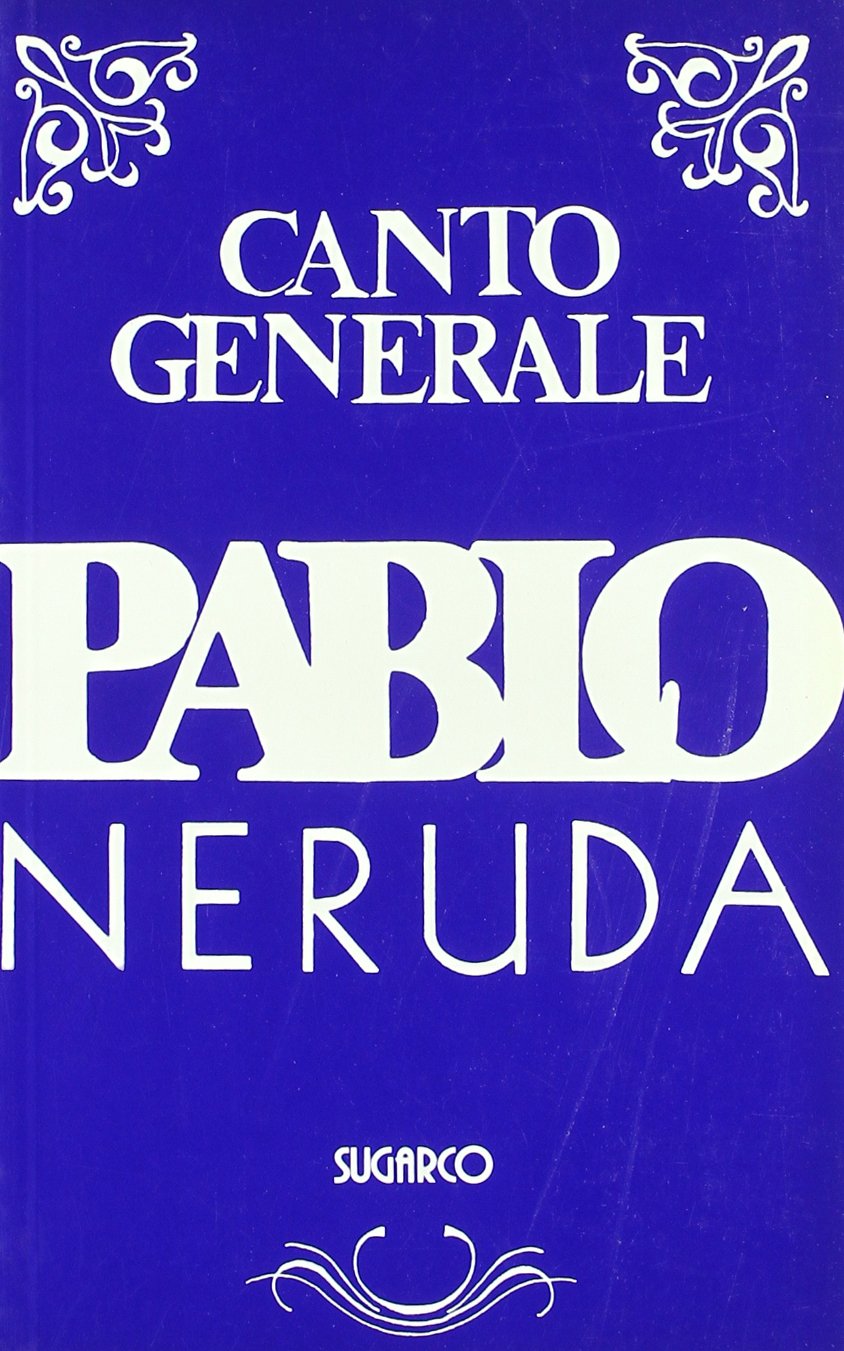 CANTO
GENERALE
PABLO
NERUDA
SUGARCO